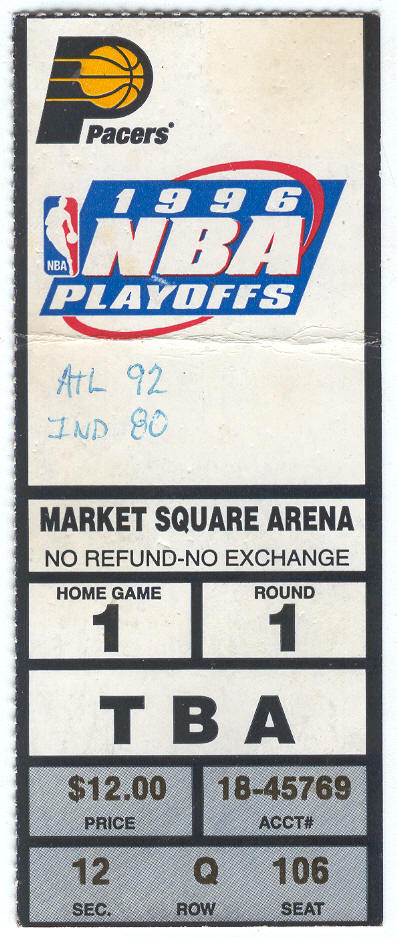 Pacers
1996
NBA
NBA
PLAYOFFS
ATL 92
IND 80
MARKET SQUARE ARENA
NO REFUND-NO EXCHANGE
HOME GAME
1
ROUND
1
TBA
$12.00
PRICE
18-45769
ACCT#
12 Q 106
SEC. ROW SEAT